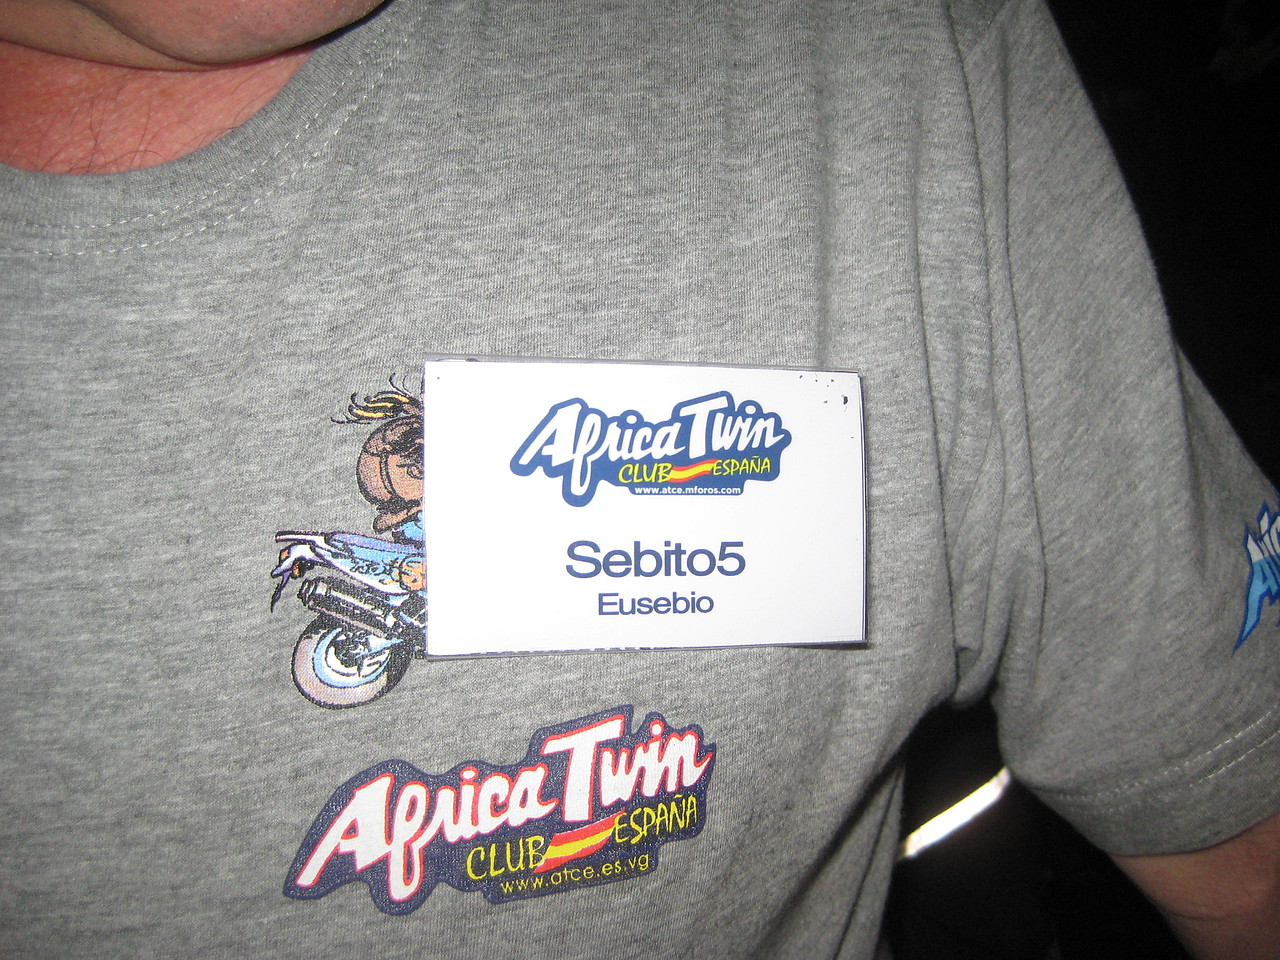 Africa Twin
CLUB ESPAÑA
www.atce.mforos.com
Sebito5
Eusebio
Africa Twin
CLUB ESPAÑA
www.atce.es.vg